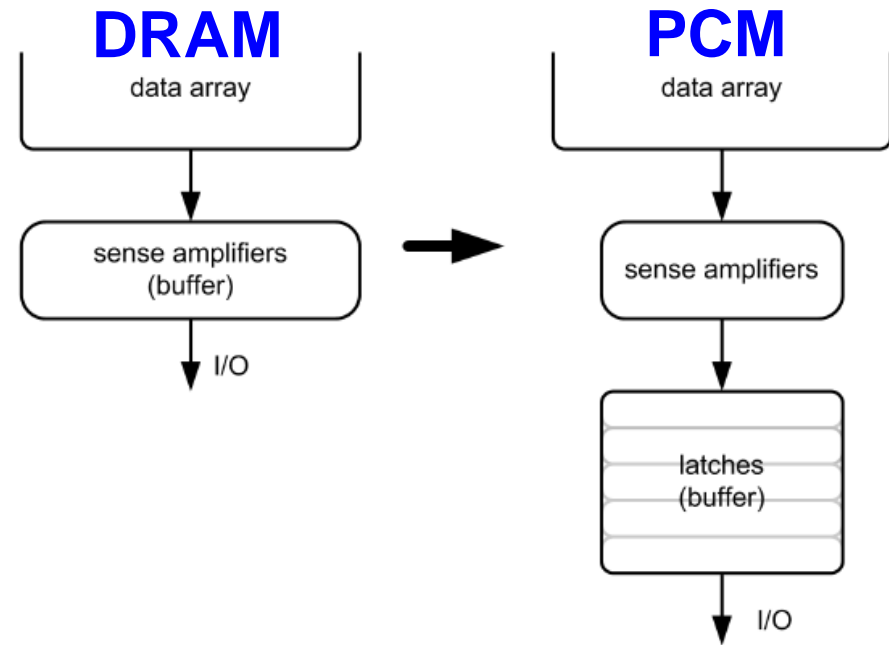 DRAM
data array
sense amplifiers
(buffer)
I/O
PCM
data array
sense amplifiers
latches
(buffer)
I/O